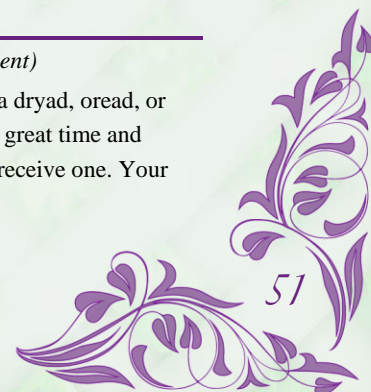 ent)
a dryad, oread, or
great time and
receive one. Your
51